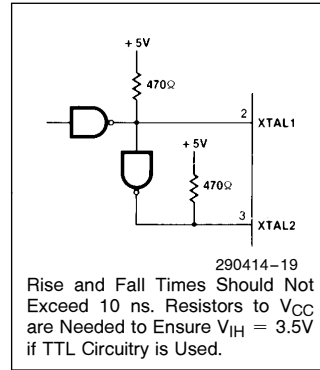 + 5V
470Ω
2
XTAL1
+ 5V
470Ω
3
XTAL2
290414–19
Rise and Fall Times Should Not
Exceed 10 ns. Resistors to VCC
are Needed to Ensure VIH = 3.5V
if TTL Circuitry is Used.